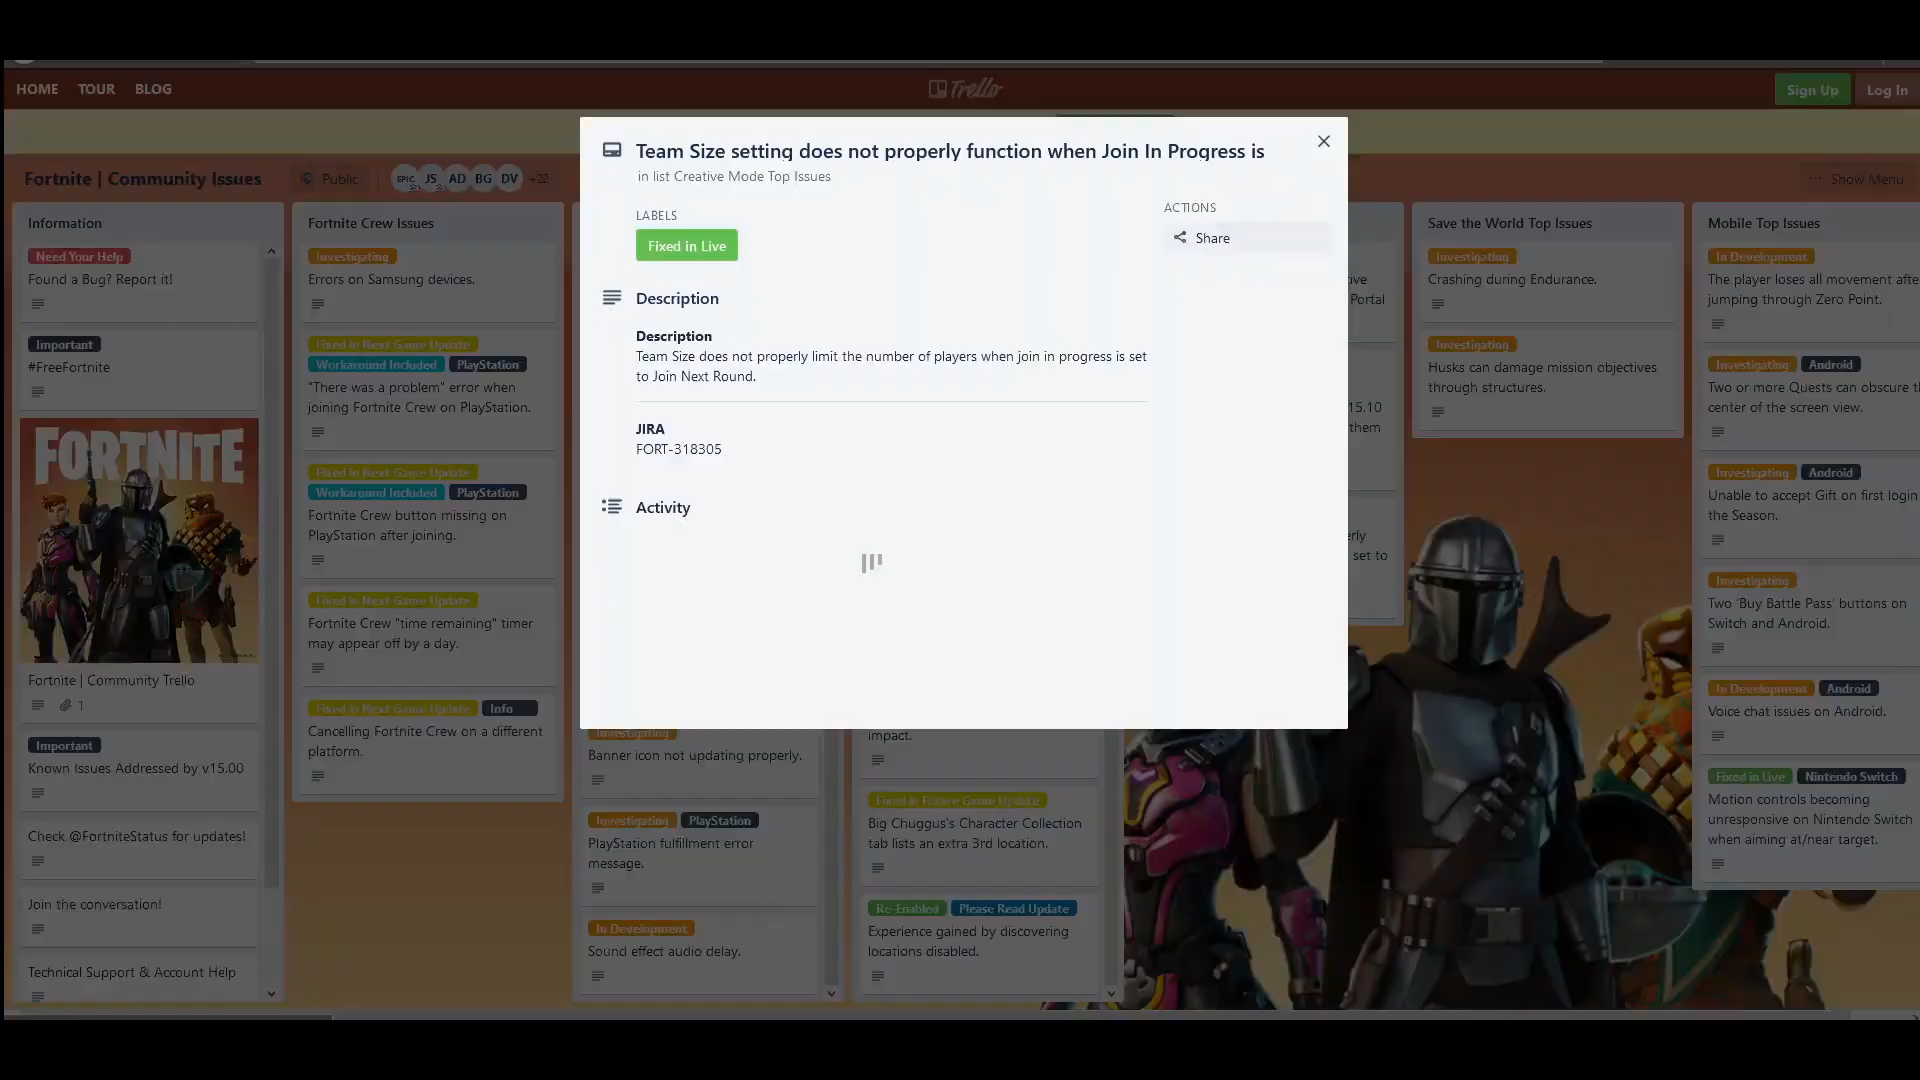 HOME TOUR BLOG
Trello
Sign Up Log In
Fortnite | Community Issues
Public
EPIC JS AD BG DV +22
Show Menu
Team Size setting does not properly function when Join In Progress is
in list Creative Mode Top Issues
LABELS
Fixed in Live
Description
Description
Team Size does not properly limit the number of players when join in progress is set
to Join Next Round.
JIRA
FORT-318305
Activity
ACTIONS
Share
Information
Need Your Help
Found a Bug? Report it!
Important
#FreeFortnite
FORTNITE
Fortnite | Community Trello
1
Important
Known Issues Addressed by v15.00
Check @FortniteStatus for updates!
Join the conversation!
Technical Support & Account Help
Fortnite Crew Issues
Investigating
Errors on Samsung devices.
Fixed in Next Game Update
Workaround Included PlayStation
"There was a problem" error when
joining Fortnite Crew on PlayStation.
Fixed in Next Game Update
Workaround Included PlayStation
Fortnite Crew button missing on
PlayStation after joining.
Fixed in Next Game Update
Fortnite Crew "time remaining" timer
may appear off by a day.
Fixed in Next Game Update Info
Cancelling Fortnite Crew on a different
platform.
Investigating
Banner icon not updating properly.
Investigating PlayStation
PlayStation fulfillment error
message.
In Development
Sound effect audio delay.
impact.
Fixed in Future Game Update
Big Chuggus's Character Collection
tab lists an extra 3rd location.
Re-Enabled Please Read Update
Experience gained by discovering
locations disabled.
Portal
15.10
them
set to
Save the World Top Issues
Investigating
Crashing during Endurance.
Investigating
Husks can damage mission objectives
through structures.
Mobile Top Issues
In Development
The player loses all movement afte
jumping through Zero Point.
Investigating Android
Two or more Quests can obscure t
center of the screen view.
Investigating Android
Unable to accept Gift on first login
the Season.
Investigating
Two 'Buy Battle Pass' buttons on
Switch and Android.
In Development Android
Voice chat issues on Android.
Fixed in Live Nintendo Switch
Motion controls becoming
unresponsive on Nintendo Switch
when aiming at/near target.